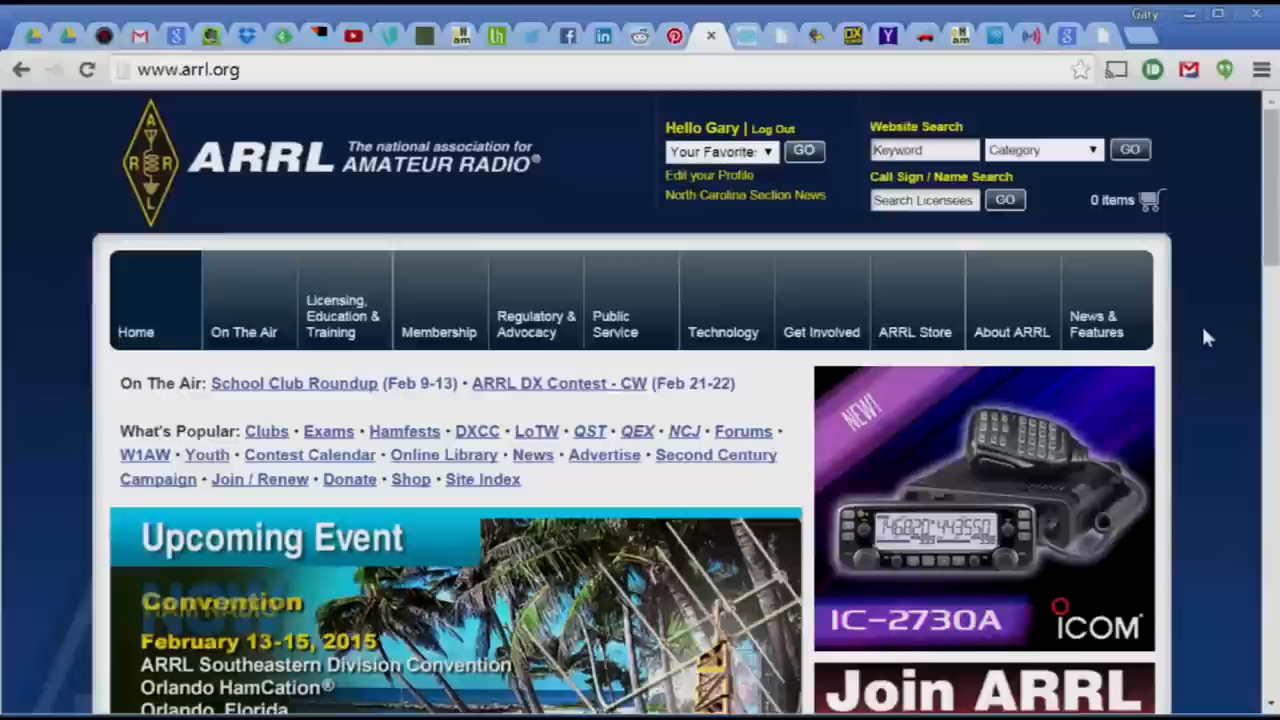 Gary
www.arrl.org
A
R R
L
ARRL The national association for
AMATEUR RADIO®
Hello Gary | Log Out
Your Favorite GO
Edit your Profile
North Carolina Section News
Website Search
Keyword Category GO
Call Sign / Name Search
Search Licensees GO
0 items
Home
On The Air
Licensing,
Education &
Training
Membership
Regulatory &
Advocacy
Public
Service
Technology
Get Involved
ARRL Store
About ARRL
News &
Features
On The Air: School Club Roundup (Feb 9-13) • ARRL DX Contest - CW (Feb 21-22)
What's Popular: Clubs • Exams • Hamfests • DXCC • LoTW • QST • QEX • NCJ • Forums •
W1AW • Youth • Contest Calendar • Online Library • News • Advertise • Second Century
Campaign • Join / Renew • Donate • Shop • Site Index
Upcoming Event
Convention
February 13-15, 2015
ARRL Southeastern Division Convention
Orlando HamCation®
Orlando, Florida
NEW!
IC-2730A
ICOM
Join ARRL